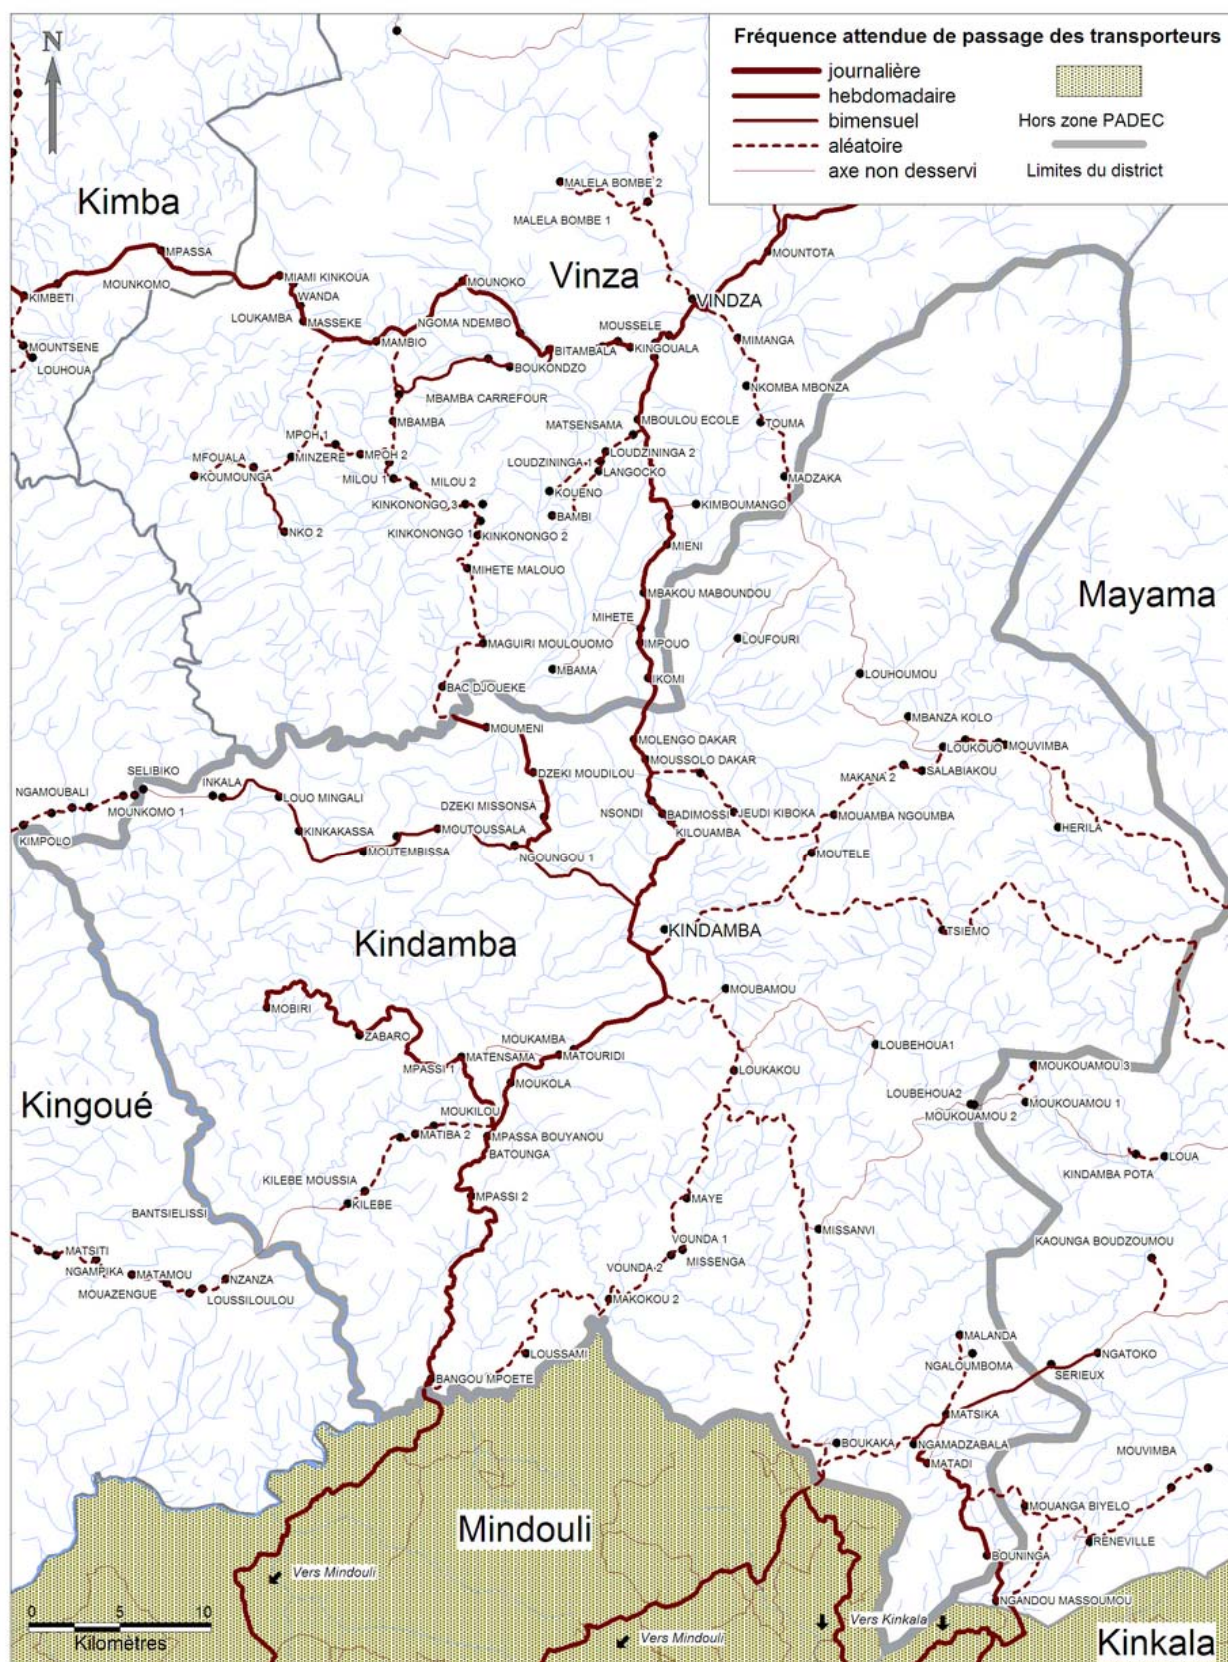 N
Fréquence attendue de passage des transporteurs
journalière
hebdomadaire
bimensuel
aléatoire
axe non desservi
Hors zone PADEC
Limites du district
Kimba
MALELA BOMBE 2
MALELA BOMBE 1
MPASSA
MOUNTOTA
Vinza
MOUNKOMO
MIAMI KINKOUA
MOUNOKO
KIMBETI
WANDA
VINDZA
LOUKAMBA
MASSEKE
NGOMA NDEMBO
MOUSSELE
MOUNTSENE
MAMBIO
BITAMBALA
KINGOUALA
MIMANGA
LOUHOUA
BOUKONDZO
MBAMBA CARREFOUR
NKOMBA MBONZA
MBAMBA
MATSENSAMA
MBOULOU ECOLE
TOUMA
MPOH 1
MFOUALA
MINZERE
MPOH 2
LOUDZININGA 1
LOUDZININGA 2
KOUMOUNGA
MILOU 1
MILOU 2
LANGOCKO
MADZAKA
KOUENO
KINKONONGO 3
KIMBOUMANGO
BAMBI
NKO 2
KINKONONGO 1
KINKONONGO 2
MIENI
MIHETE MALOUO
MBAKOU MABOUNDOU
Mayama
MIHETE
MAGUIRI MOULOUOMO
IMPOUO
LOUFOURI
MBAMA
IKOMI
LOUHOUMOU
BAC DJOUEKE
MBANZA KOLO
MOUMENI
MOLENGO DAKAR
LOUKOUO
MOUVIMBA
MOUSSOLO DAKAR
SELIBIKO
INKALA
DZEKI MOUDILOU
MAKANA 2
SALABIAKOU
NGAMOUBALI
LOUO MINGALI
MOUNKOMO 1
DZEKI MISSONSA
NSONDI
BADIMOSSI
JEUDI KIBOKA
MOUAMBA NGOUMBA
KIMPOLO
KINKAKASSA
MOUTOUSSALA
KILOUAMBA
HERILA
MOUTEMBISSA
NGOUNGOU 1
MOUTELE
Kindamba
KINDAMBA
TSIEMO
MOUBAMOU
MOBIRI
ZABARO
MOUKAMBA
LOUBEHOUA1
MATENSAMA
MATOURIDI
MPASSI 1
LOUKAKOU
MOUKOUAMOU 3
MOUKOLA
LOUBEHOUA2
Kingoué
MOUKILOU
MOUKOUAMOU 2
MOUKOUAMOU 1
MATIBA 2
MPASSA BOUYANOU
BATOUNGA
LOUA
KINDAMBA POTA
KILEBE MOUSSIA
KILEBE
MPASSI 2
MAYE
BANTSIELISSI
MISSANVI
VOUNDA 1
KAOUNGA BOUDZOUMOU
MATSITI
MISSENGA
NGAMPIKA
MATAMOU
NZANZA
VOUNDA 2
MOUAZENGUE
LOUSSILOULOU
MAKOKOU 2
MALANDA
LOUSSAMI
NGALOUMBOMA
NGATOKO
SERIEUX
BANGOU MPOETE
MATSIKA
BOUKAKA
NGAMADZABALA
MOUVIMBA
MATADI
MOUANGA BIYELO
Mindouli
RENEVILLE
BOUNINGA
Vers Mindouli
NGANDOU MASSOUMOU
0 5 10
Kilomètres
Vers Kinkala
Vers Mindouli
Kinkala